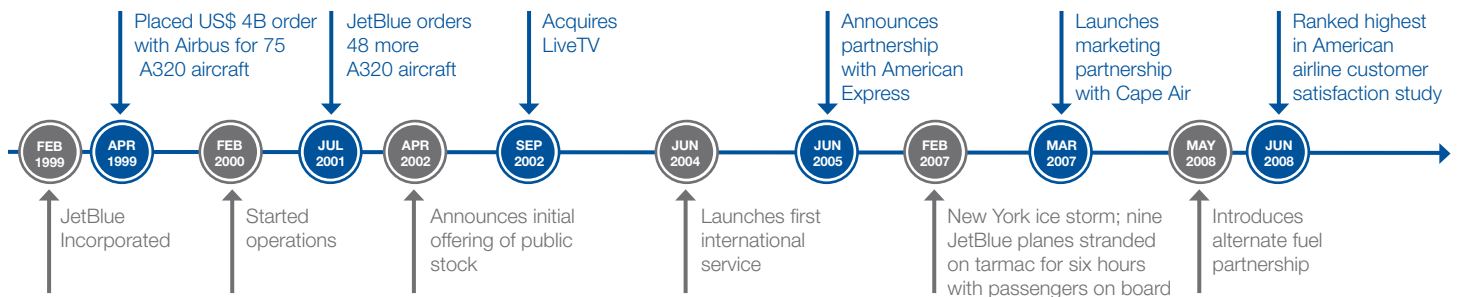 Placed US$ 4B order
with Airbus for 75
A320 aircraft
JetBlue orders
48 more
A320 aircraft
Acquires
LiveTV
Announces
partnership
with American
Express
Launches
marketing
partnership
with Cape Air
Ranked highest
in American
airline customer
satisfaction study
FEB
1999
APR
1999
FEB
2000
JUL
2001
APR
2002
SEP
2002
JUN
2004
JUN
2005
FEB
2007
MAR
2007
MAY
2008
JUN
2008
JetBlue
Incorporated
Started
operations
Announces initial
offering of public
stock
Launches first
international
service
New York ice storm; nine
JetBlue planes stranded
on tarmac for six hours
with passengers on board
Introduces
alternate fuel
partnership